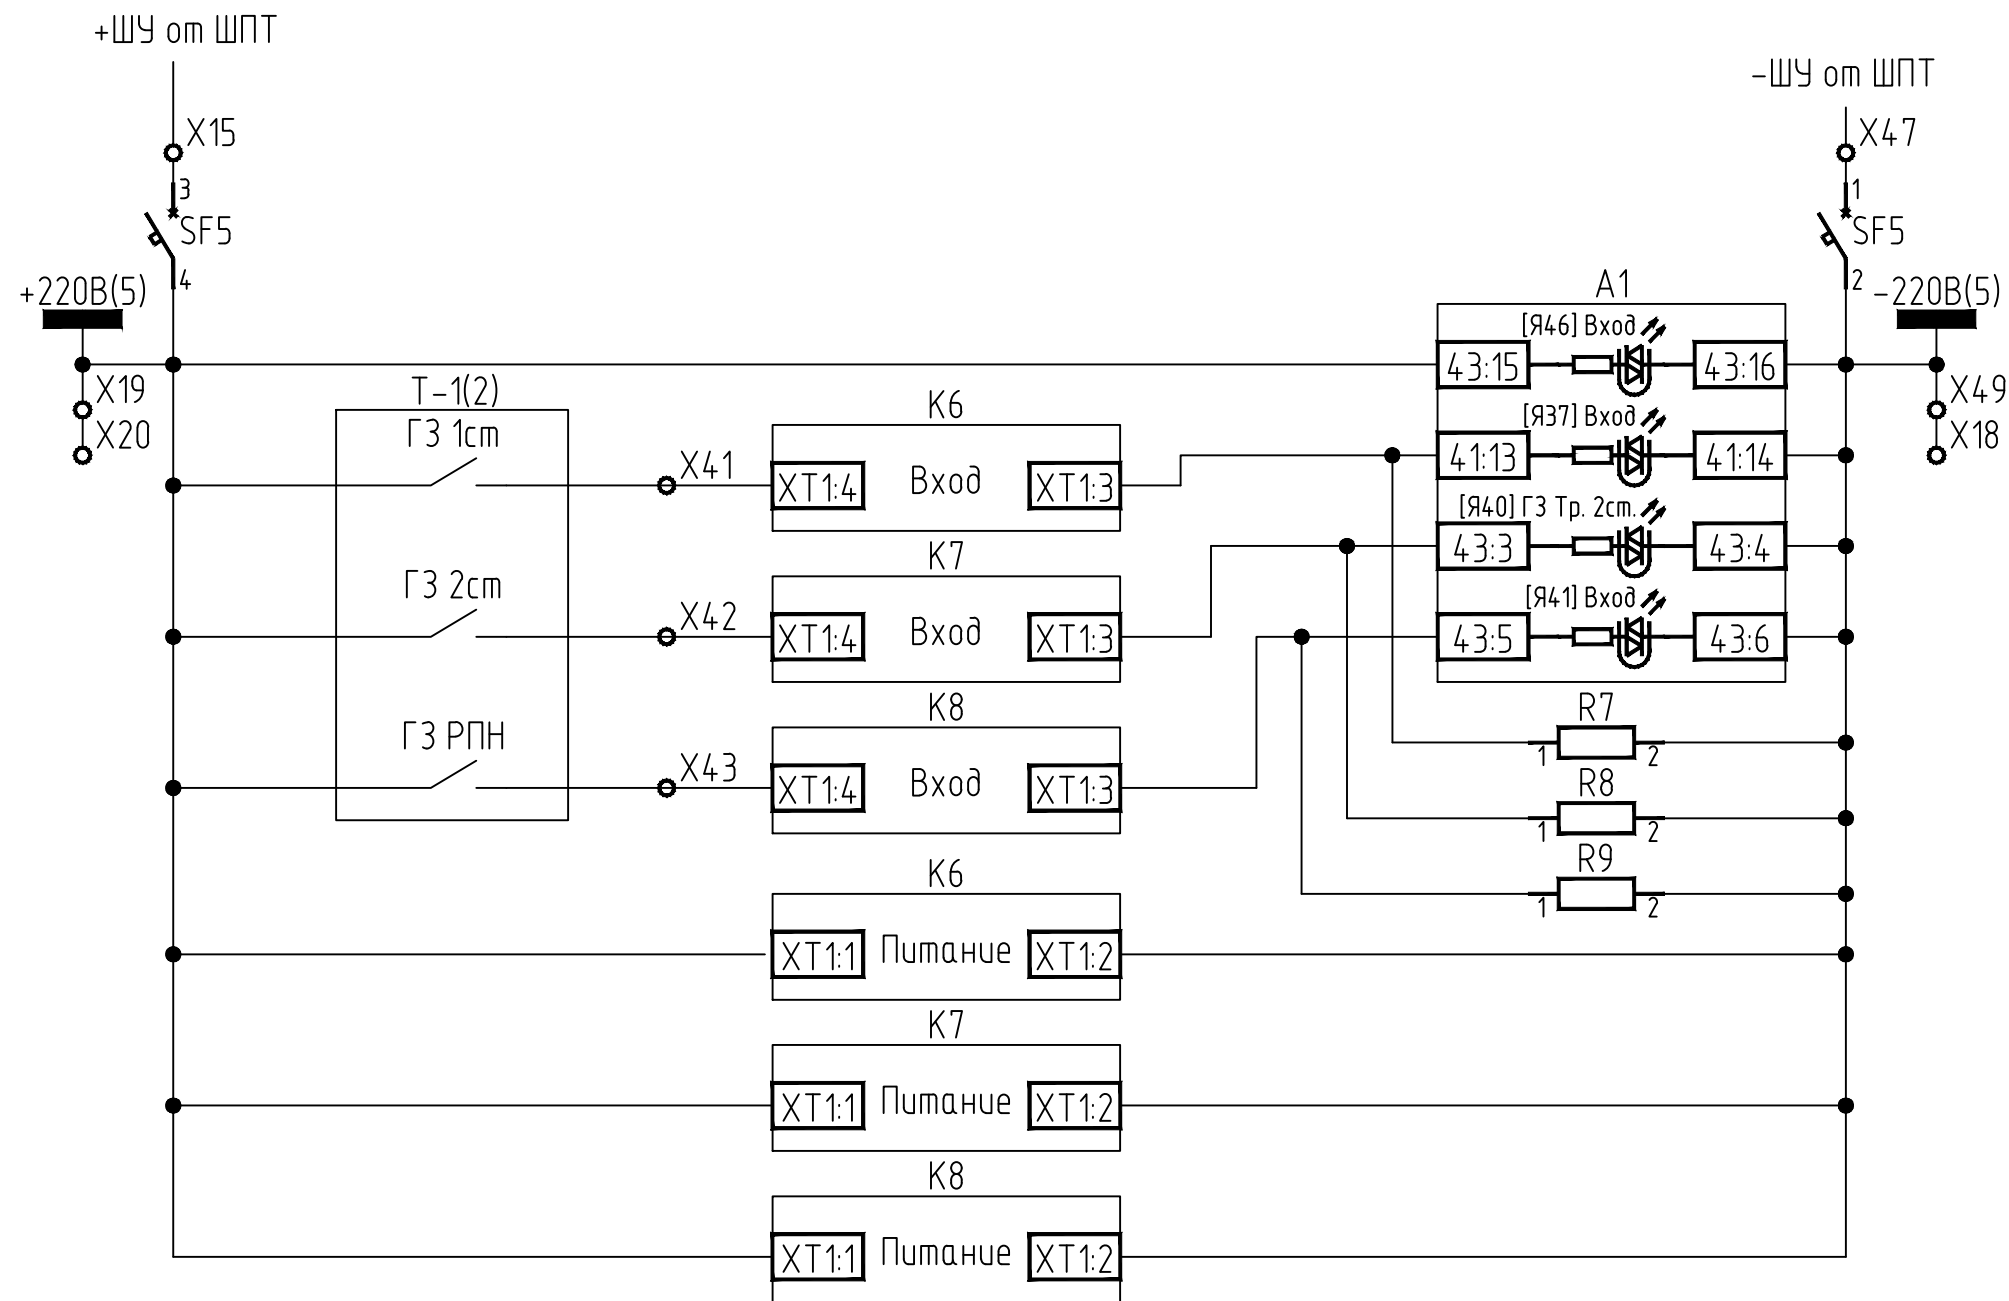 +ШУ от ШПТ
-ШУ от ШПТ
X15
X47
3
1
SF5
SF5
4
2
+220В(5)
-220В(5)
A1
[Я46] Вход
43:15
43:16
X19
X49
X20
X18
Т-1(2)
K6
[Я37] Вход
ГЗ 1ст
X41
XT1:4
Вход
XT1:3
41:13
41:14
[Я40] ГЗ Тр. 2ст.
K7
43:3
43:4
ГЗ 2ст
X42
XT1:4
Вход
XT1:3
[Я41] Вход
43:5
43:6
K8
R7
ГЗ РПН
1
2
X43
XT1:4
Вход
XT1:3
R8
1
2
K6
R9
1
2
XT1:1
Питание
XT1:2
K7
XT1:1
Питание
XT1:2
K8
XT1:1
Питание
XT1:2